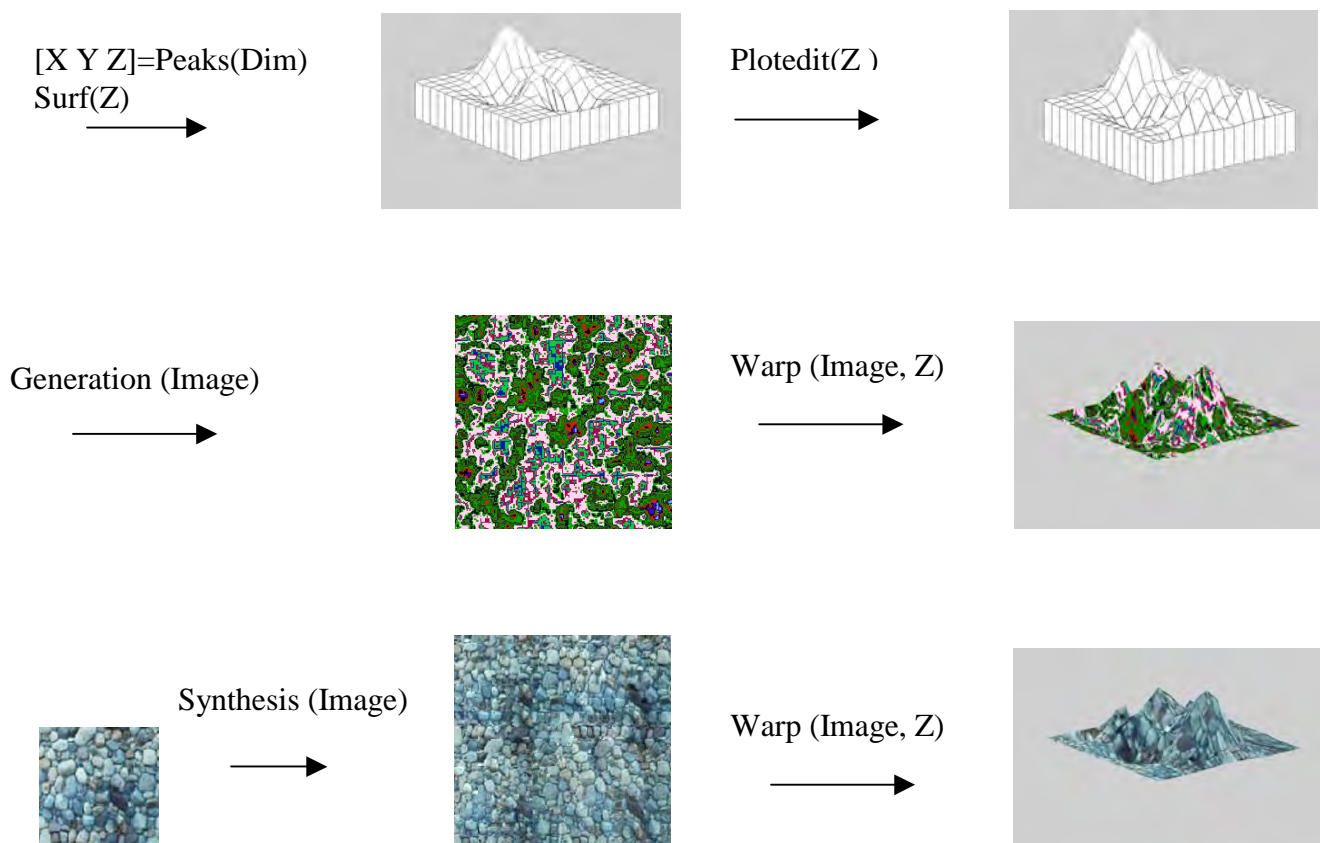 [X Y Z]=Peaks(Dim)
Surf(Z)
Plotedit(Z )
Generation (Image)
Warp (Image, Z)
Synthesis (Image)
Warp (Image, Z)